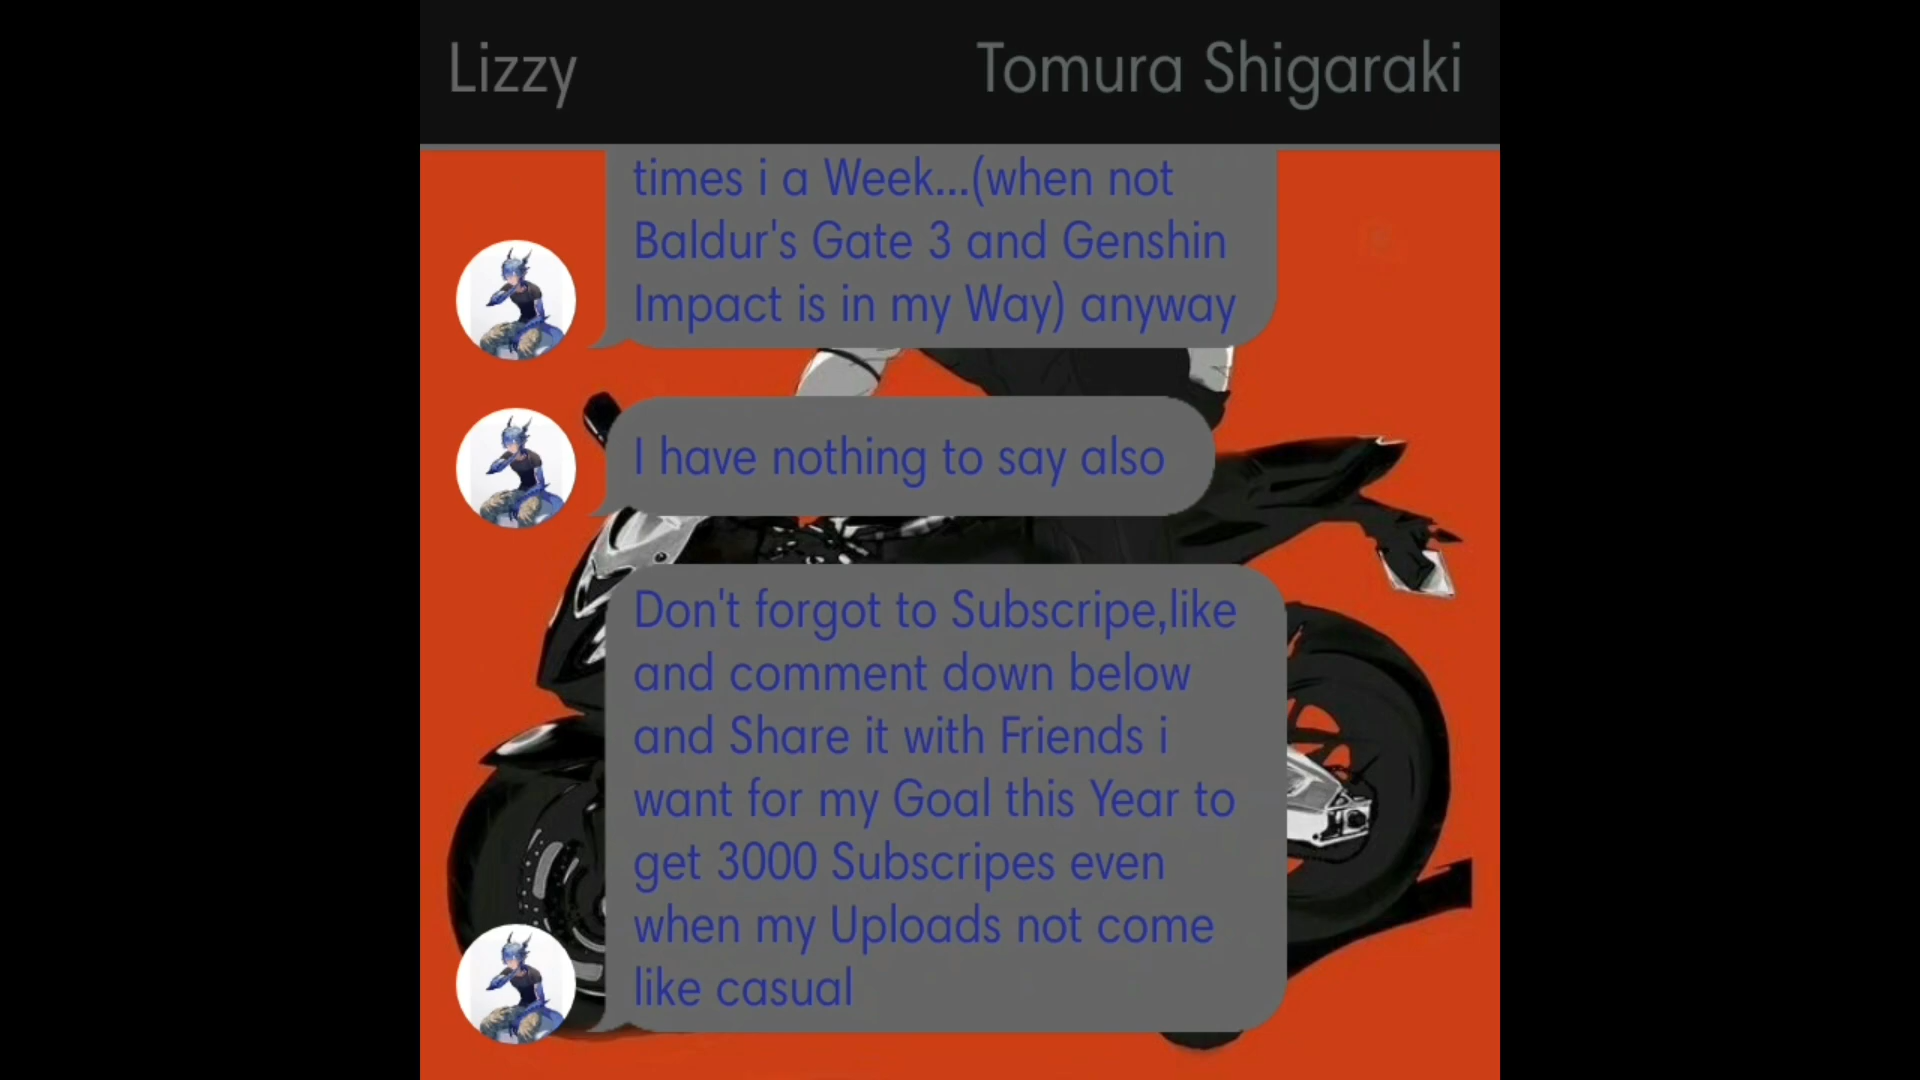 Lizzy
Tomura Shigaraki
times i a Week...(when not
Baldur's Gate 3 and Genshin
Impact is in my Way) anyway
I have nothing to say also
Don't forgot to Subscripe,like
and comment down below
and Share it with Friends i
want for my Goal this Year to
get 3000 Subscripes even
when my Uploads not come
like casual